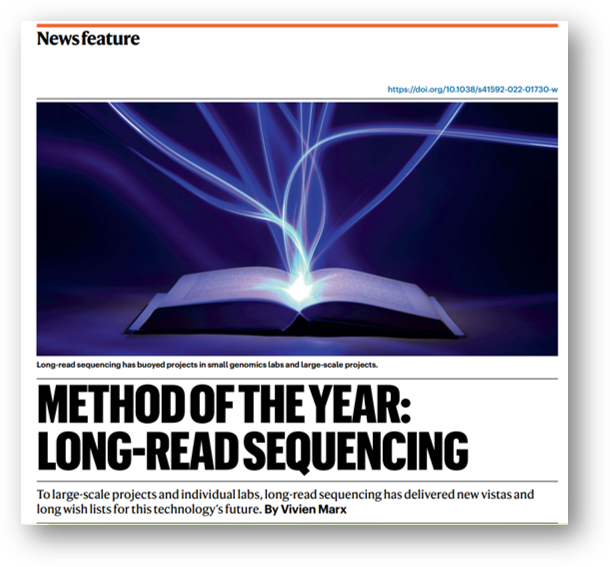 News feature
https://doi.org/10.1038/s41592-022-01730-w
Long-read sequencing has buoyed projects in small genomics labs and large-scale projects.
METHOD OF THE YEAR:
LONG-READ SEQUENCING
To large-scale projects and individual labs, long-read sequencing has delivered new vistas and
long wish lists for this technology's future. By Vivien Marx